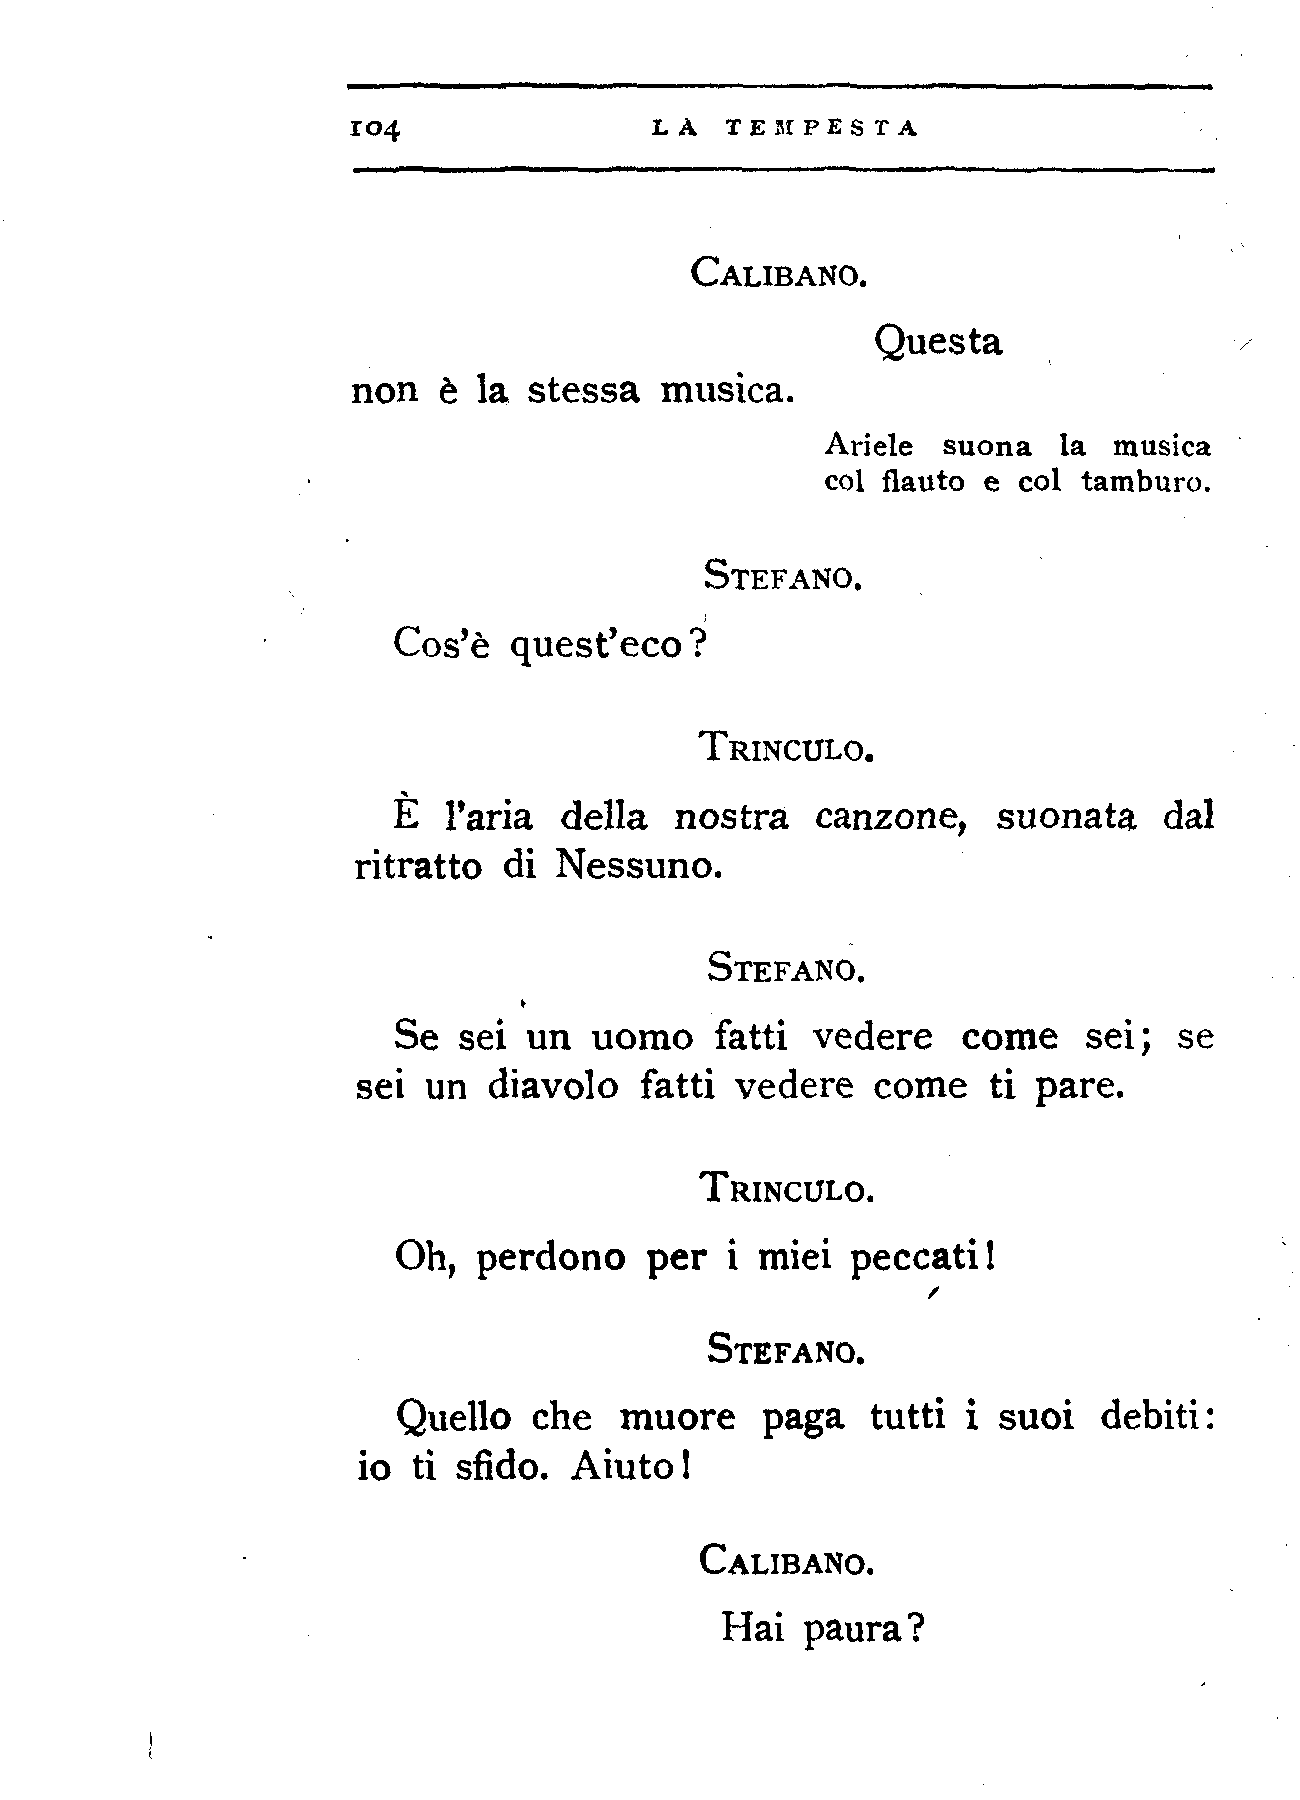 104 LA TEMPESTA
CALIBANO.
Questa
non è la stessa musica.
Ariele suona la musica
col flauto e col tamburo.
STEFANO.
Cos'è quest'eco?
TRINCULO.
È l'aria della nostra canzone, suonata dal
ritratto di Nessuno.
STEFANO.
Se sei un uomo fatti vedere come sei; se
sei un diavolo fatti vedere come ti pare.
TRINCULO.
Oh, perdono per i miei peccati!
STEFANO.
Quello che muore paga tutti i suoi debiti:
io ti sfido. Aiuto!
CALIBANO.
Hai paura?